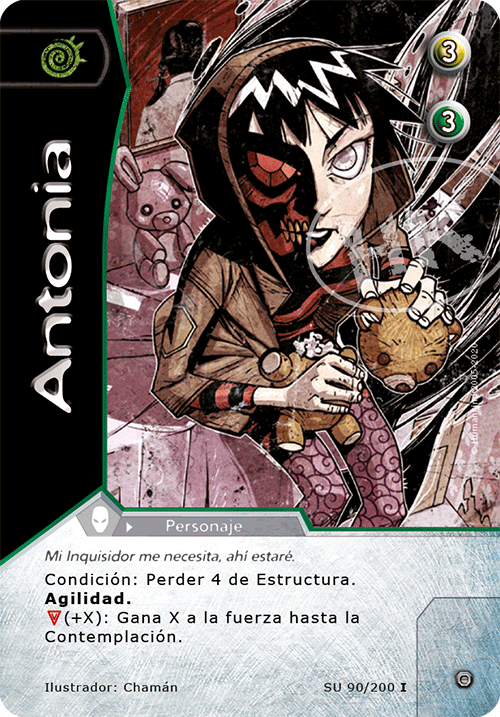 3
3
Antonia
Personaje
Mi Inquisidor me necesita, ahí estaré.
Condición: Perder 4 de Estructura.
Agilidad.
(+X): Gana X a la fuerza hasta la
Contemplación.
Ilustrador: Chamán
SU 90/200 I